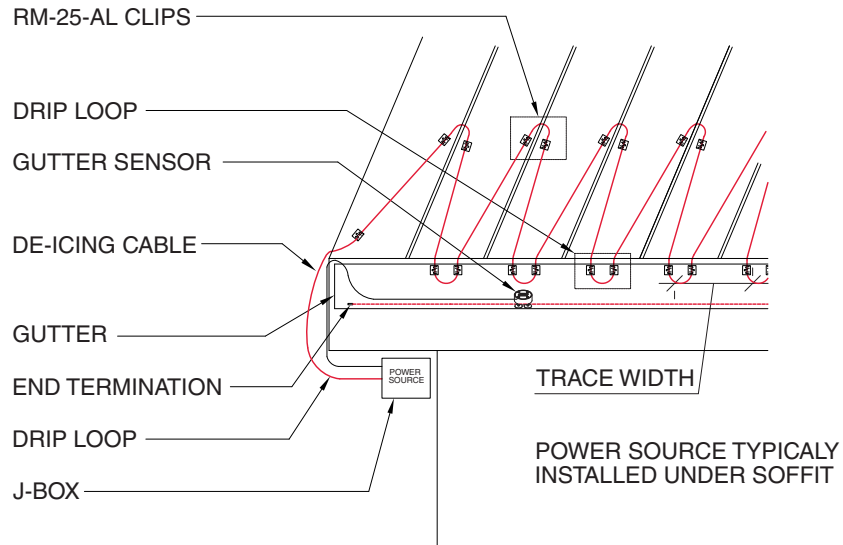 RM-25-AL CLIPS
DRIP LOOP
GUTTER SENSOR
DE-ICING CABLE
GUTTER
END TERMINATION
DRIP LOOP
J-BOX
POWER
SOURCE
TRACE WIDTH
POWER SOURCE TYPICALY
INSTALLED UNDER SOFFIT